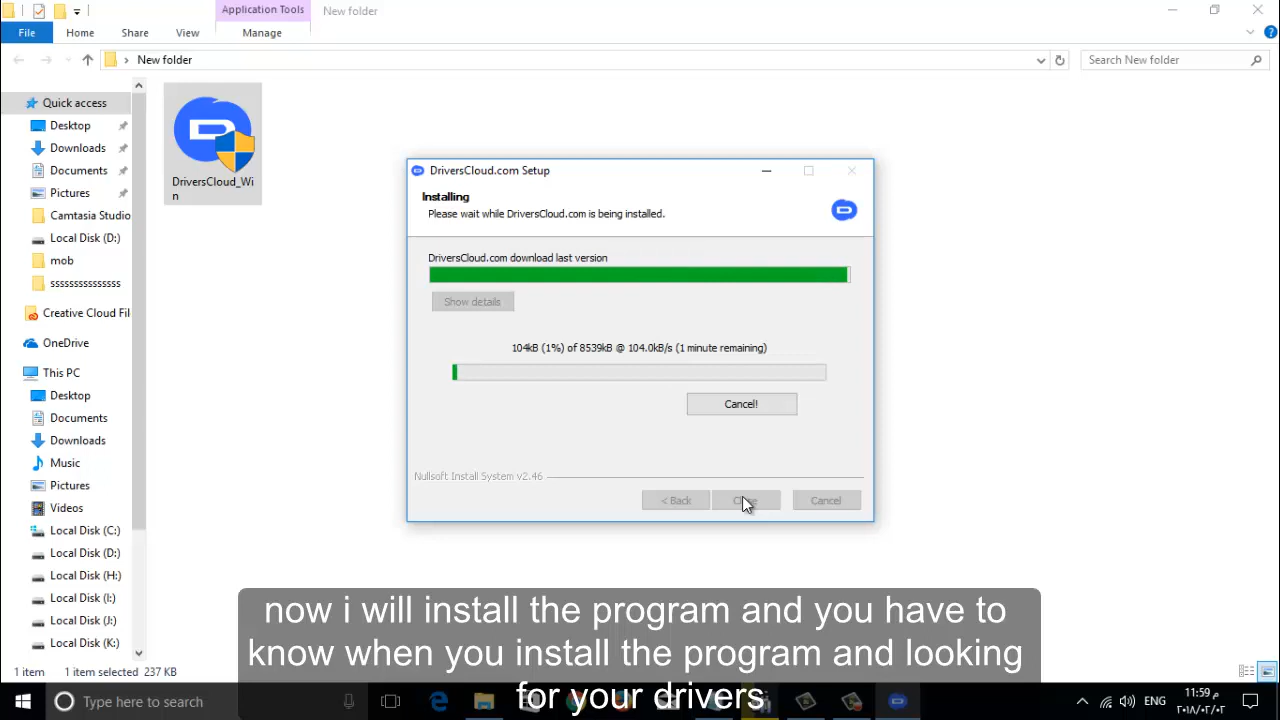 Application Tools
New folder
File
Home
Share
View
Manage
New folder
Search New folder
Quick access
Desktop
Downloads
Documents
Pictures
Camtasia Studio
Local Disk (D:)
mob
sssssssssssssss
Creative Cloud Fil
OneDrive
This PC
Desktop
Documents
Downloads
Music
Pictures
Videos
Local Disk (C:)
Local Disk (D:)
Local Disk (H:)
Local Disk (I:)
Local Disk (J:)
Local Disk (K:)
DriversCloud_Wi
n
DriversCloud.com Setup
Installing
Please wait while DriversCloud.com is being installed.
DriversCloud.com download last version
Show details
104kB (1%) of 8539kB @ 104.0kB/s (1 minute remaining)
Cancel!
Nullsoft Install System v2.46
< Back
Cancel
now i will install the program and you have to
know when you install the program and looking
for your drivers
1 item
1 item selected 237 KB
Type here to search
ENG
11:59 م
٢٠١٨/٠٢/٠٢